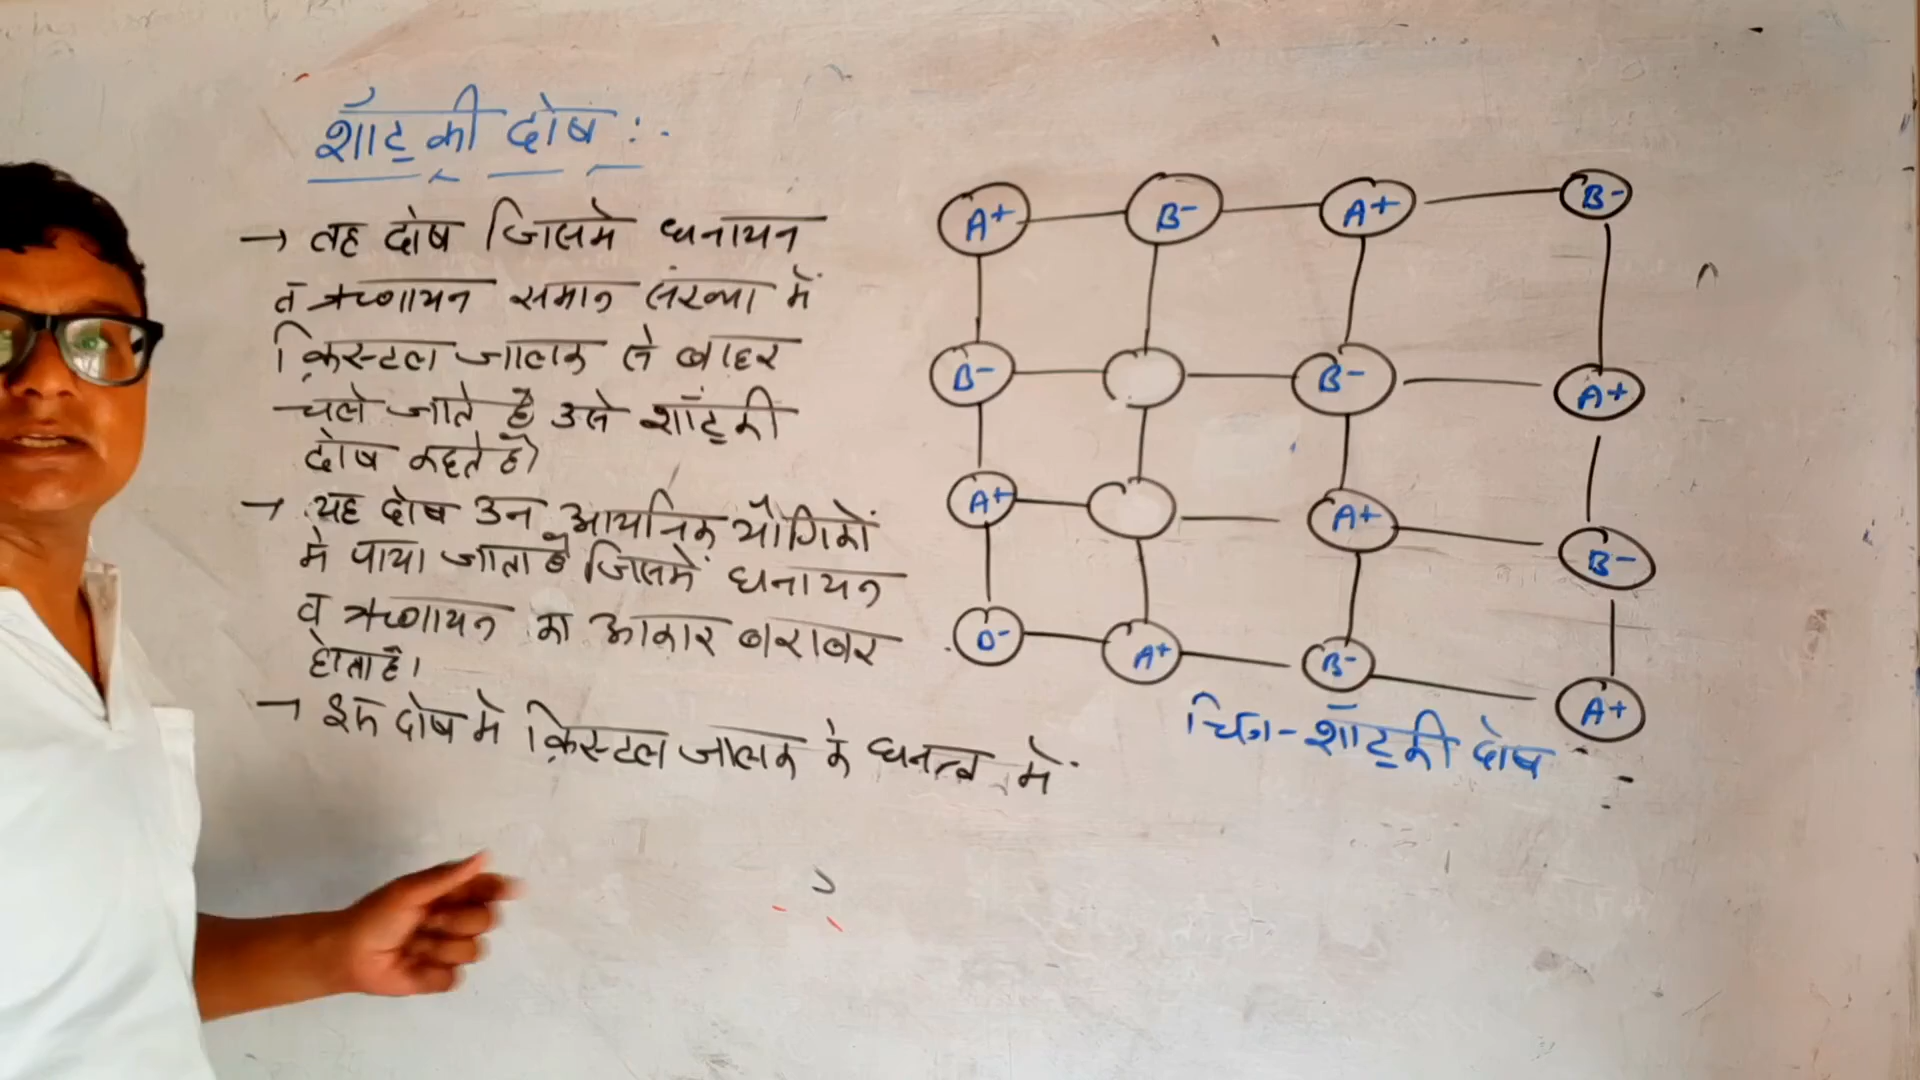 शॉट्की दोष :-
→ वह दोष जिसमे धनायन
व ऋणायन समान संख्या में
क्रिस्टल जालक से बाहर
चले जाते है उसे शॉट्की
दोष कहते है।
→ यह दोष उन आयनिक यौगिकों
मे पाया जाता है जिसमें धनायन
व ऋणायन का आकार बराबर
होता है।
→ इस दोष मे क्रिस्टल जालक के घनत्व में
A+ B- A+ B-
B- B- A+
A+ A+ B-
B- A+ B- A+
चित्र-शॉट्की दोष